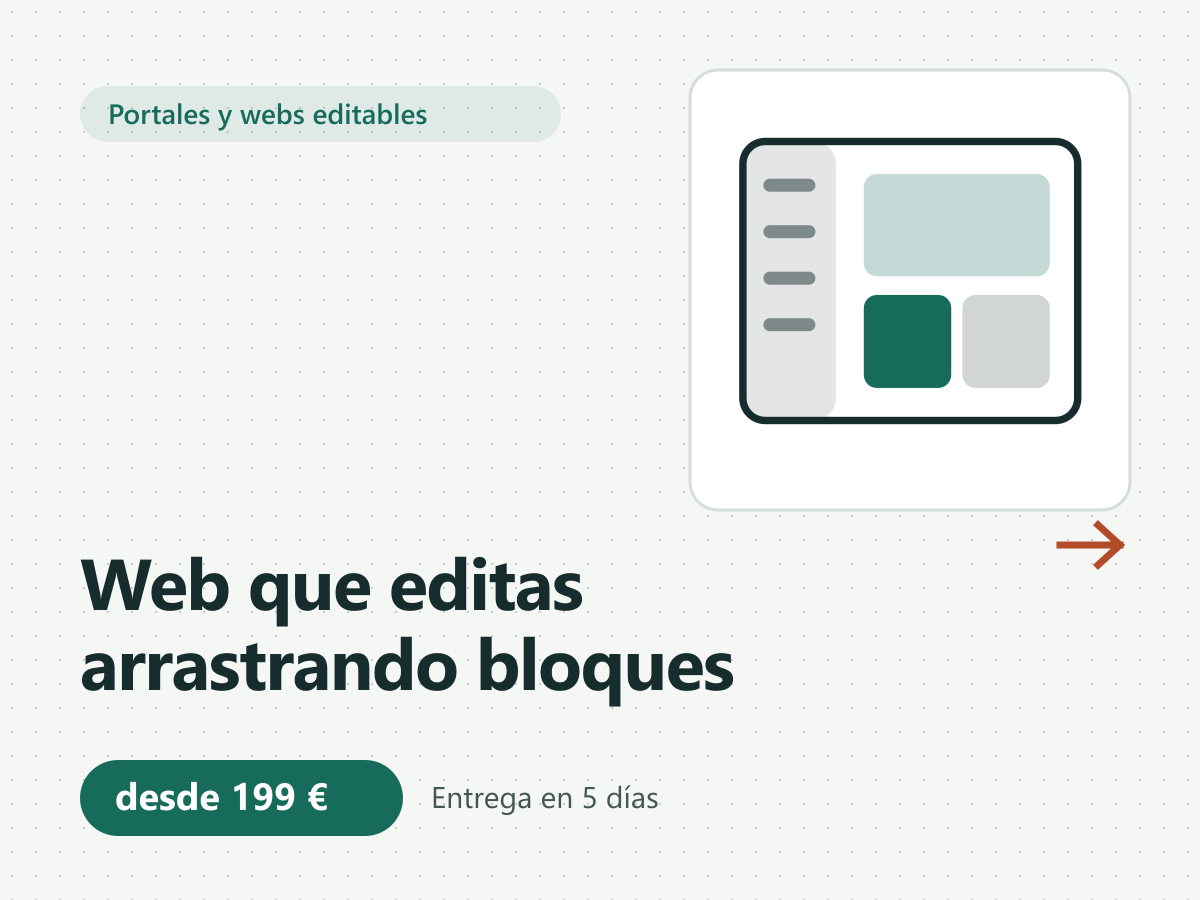 Portales y webs editables
Web que editas
arrastrando bloques
desde 199 €
Entrega en 5 días